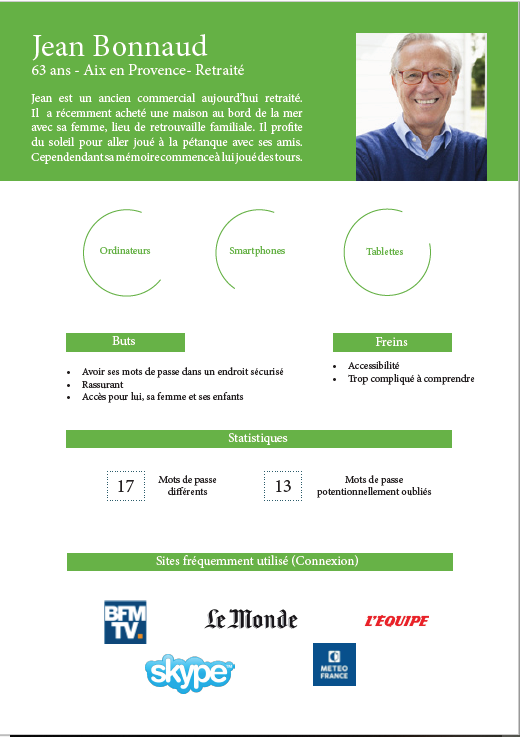 Jean Bonnaud
63 ans - Aix en Provence- Retraité
Jean est un ancien commercial aujourd'hui retraité.
Il a récemment acheté une maison au bord de la mer
avec sa femme, lieu de retrouvaille familiale. Il profite
du soleil pour aller joué à la pétanque avec ses amis.
Cependendant sa mémoire commence à lui joué des tours.
Ordinateurs
Smartphones
Tablettes
Buts
• Avoir ses mots de passe dans un endroit sécurisé
• Rassurant
• Accès pour lui, sa femme et ses enfants
Freins
• Accessibilité
• Trop compliqué à comprendre
Statistiques
17
Mots de passe
différents
13
Mots de passe
potentionnellement oubliés
Sites fréquemment utilisé (Connexion)
BFM
TV.
Le Monde
L'ÉQUIPE
skype™
METEO
FRANCE